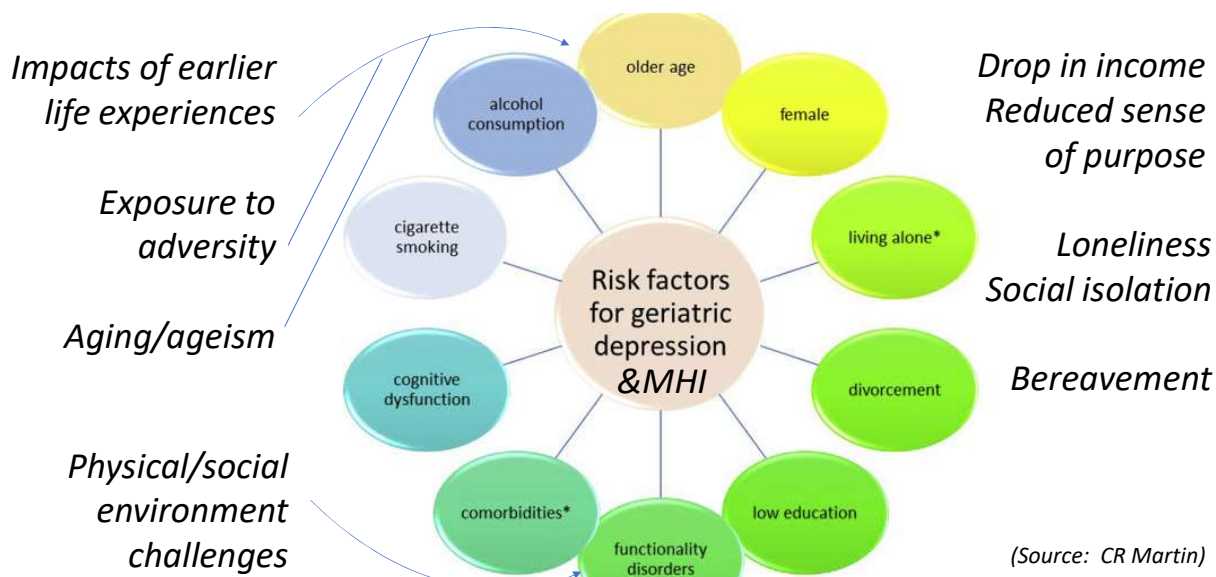 Impacts of earlier
life experiences
Exposure to
adversity
Aging/ageism
Physical/social
environment
challenges
older age
female
living alone*
divorcement
low education
functionality
disorders
comorbidities*
cognitive
dysfunction
cigarette
smoking
alcohol
consumption
Risk factors
for geriatric
depression
&MHI
Drop in income
Reduced sense
of purpose
Loneliness
Social isolation
Bereavement
(Source: CR Martin)